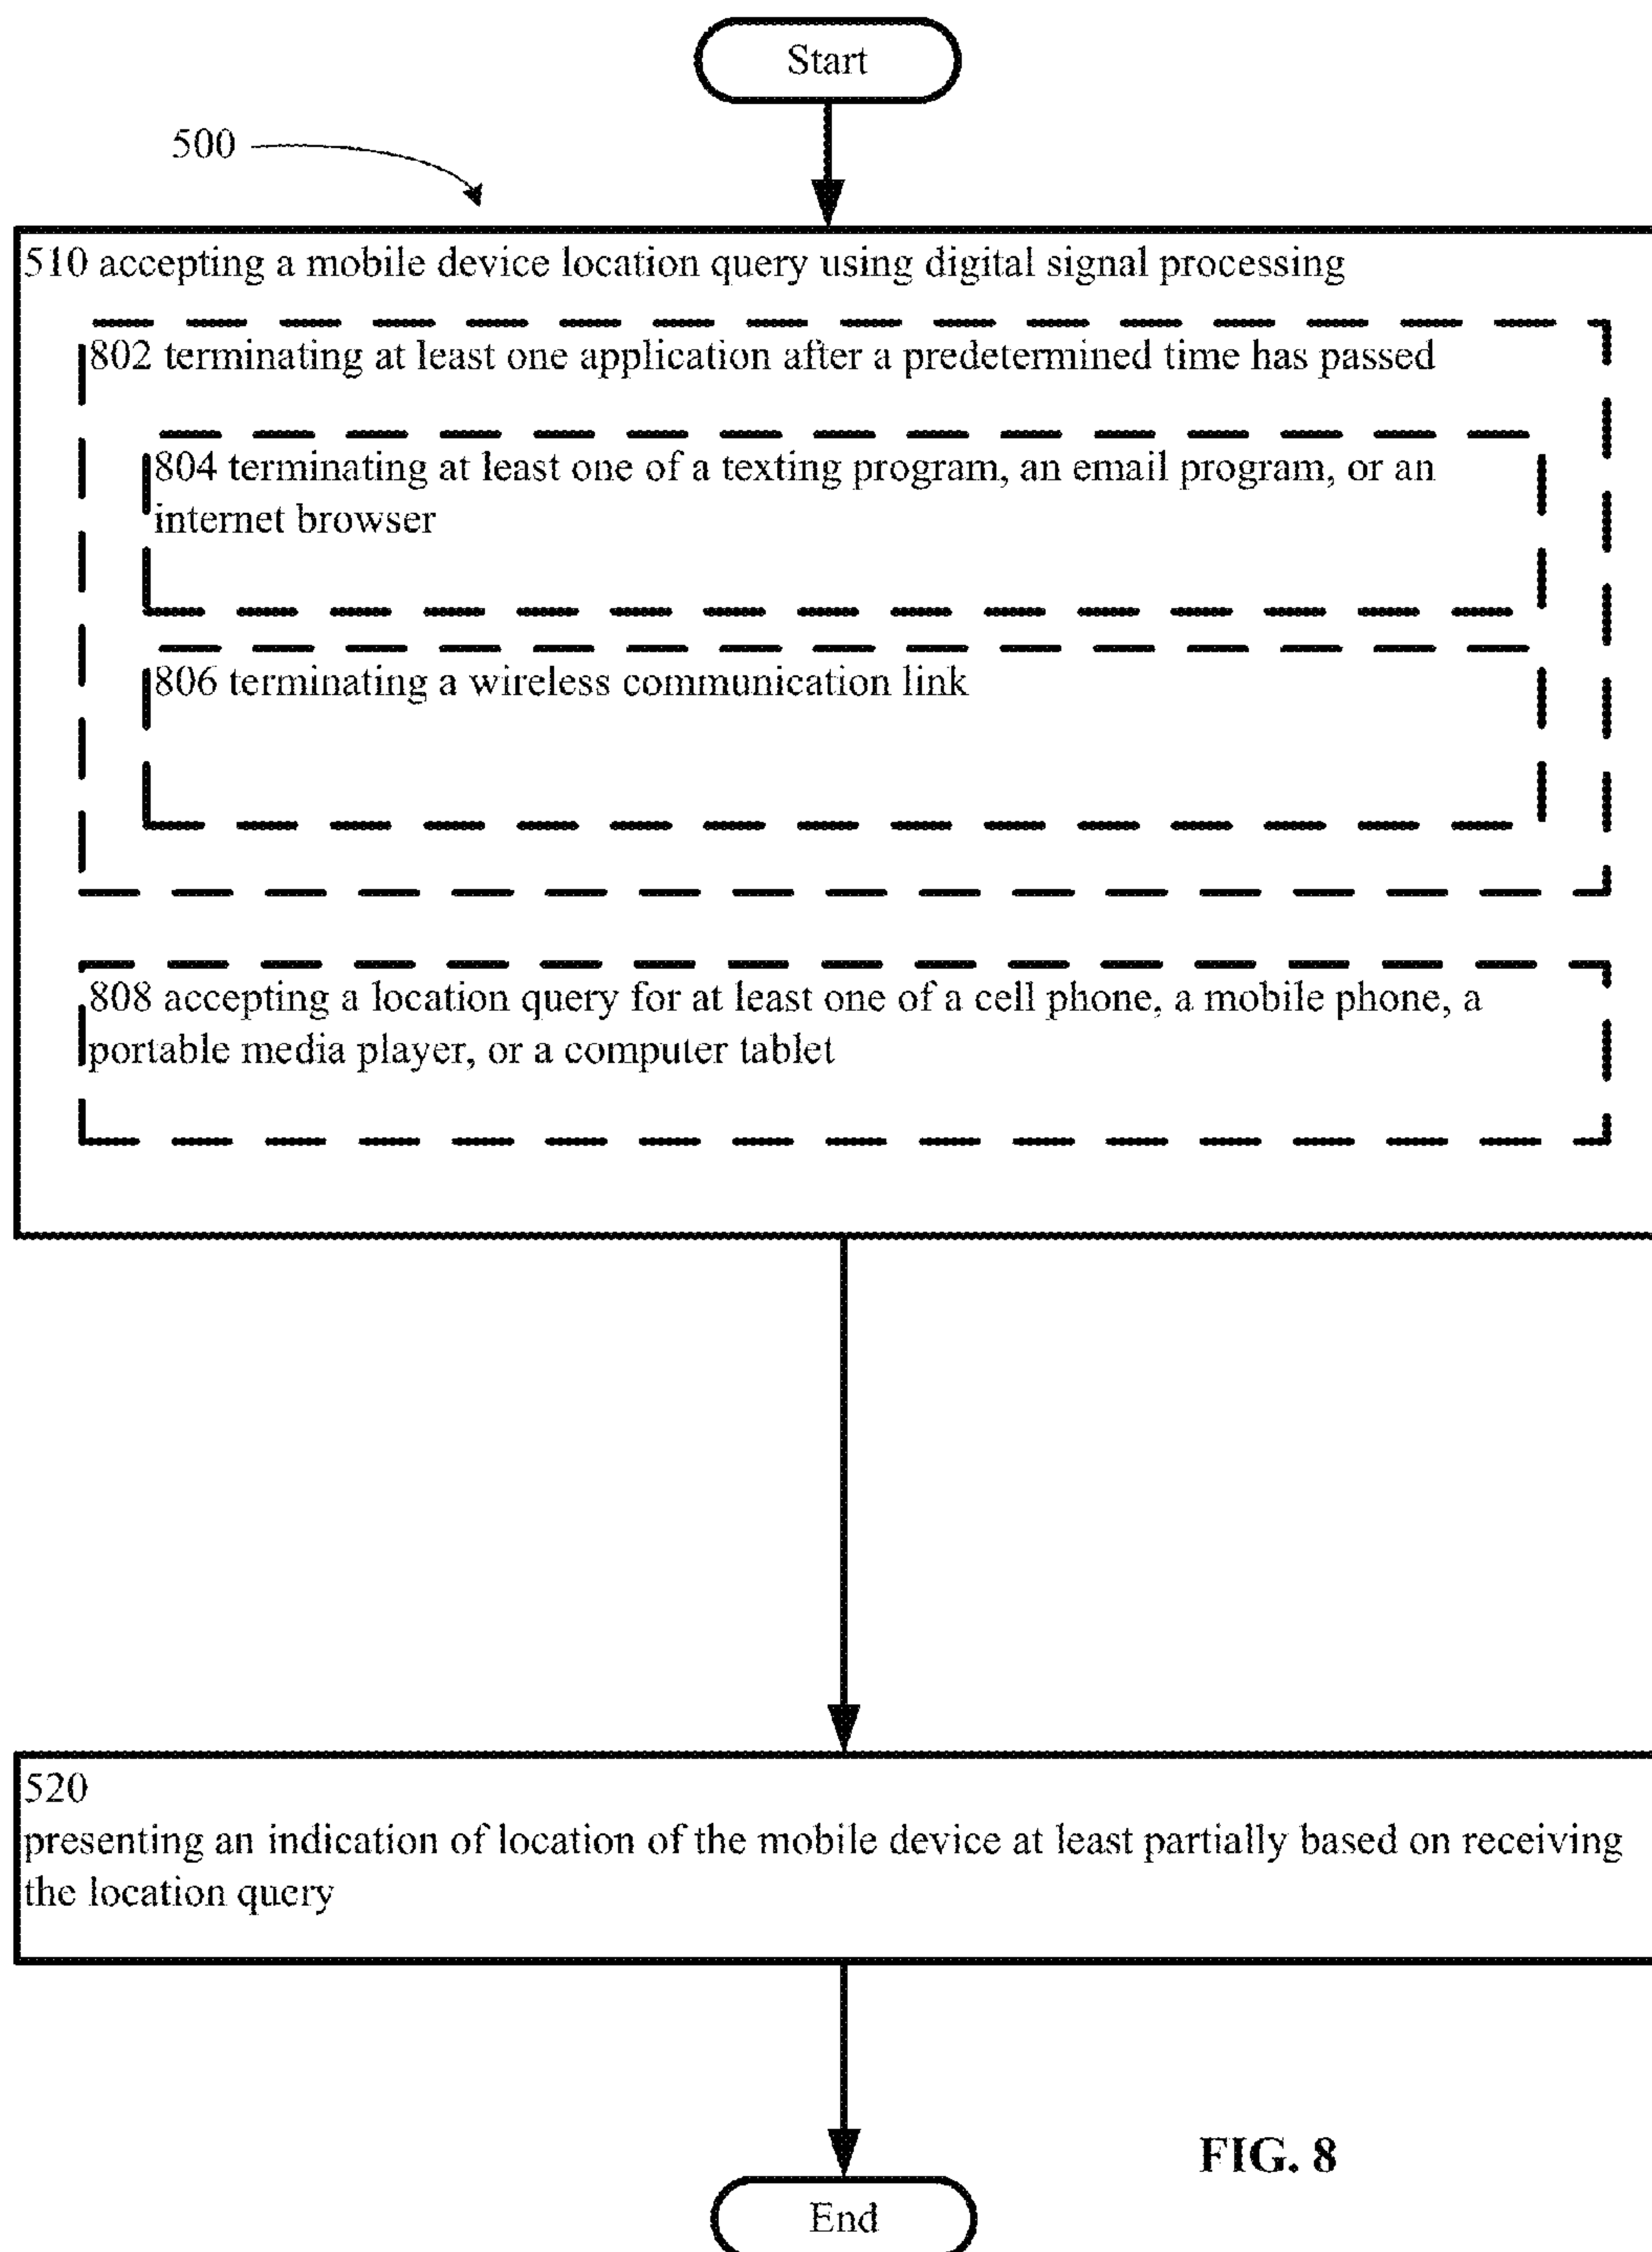 Start
500
510 accepting a mobile device location query using digital signal processing
802 terminating at least one application after a predetermined time has passed
804 terminating at least one of a texting program, an email program, or an
internet browser
806 terminating a wireless communication link
808 accepting a location query for at least one of a cell phone, a mobile phone, a
portable media player, or a computer tablet
520
presenting an indication of location of the mobile device at least partially based on receiving
the location query
FIG. 8
End